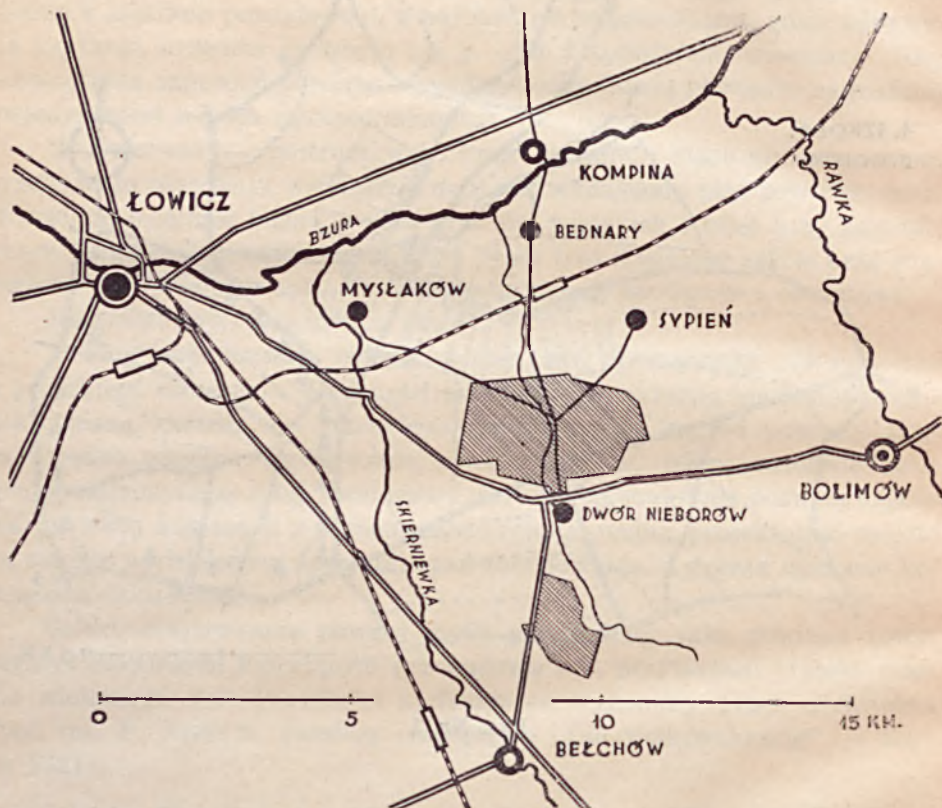 KOMPINA
RAWKA
ŁOWICZ
BZURA
BEDNARY
MYSŁAKÓW
SYPIEŃ
BOLIMÓW
DWÓR NIEBORÓW
SKIERNIEWKA
0 5 10 15 KM.
BEŁCHÓW